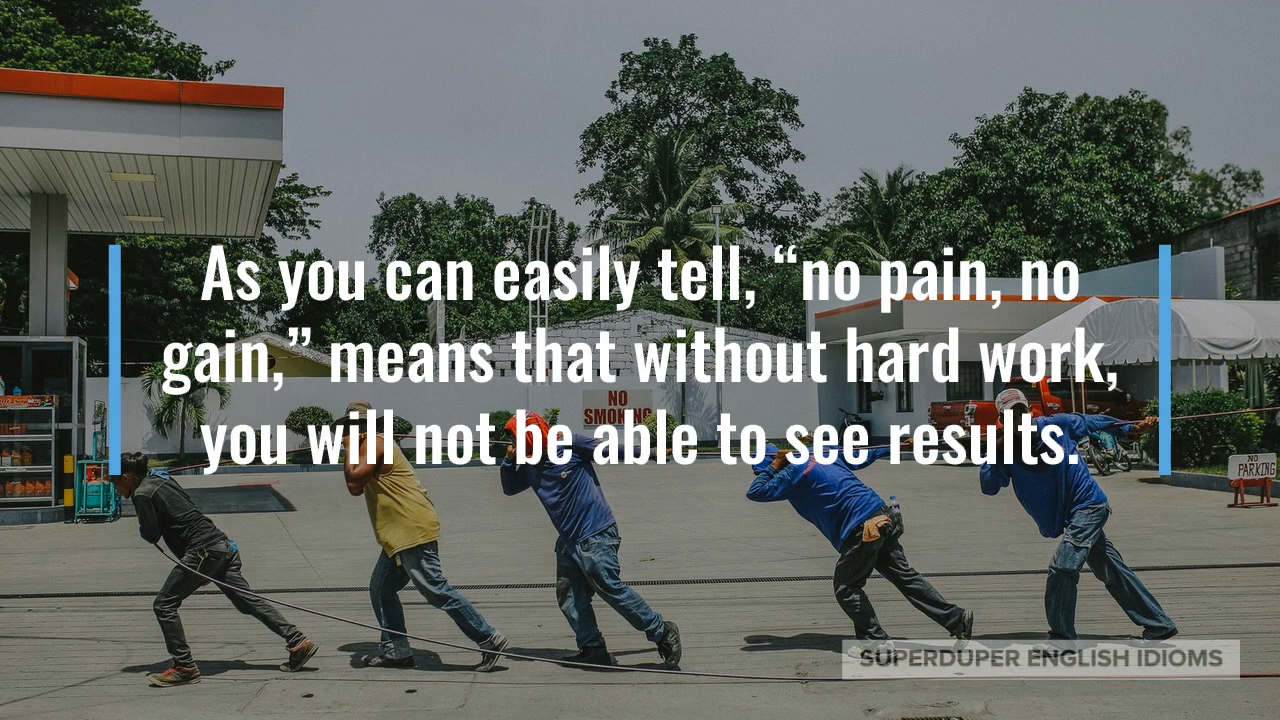 As you can easily tell, “no pain, no
gain,” means that without hard work,
you will not be able to see results.
NO
SMOKING
NO
PARKING
SUPERDUPER ENGLISH IDIOMS